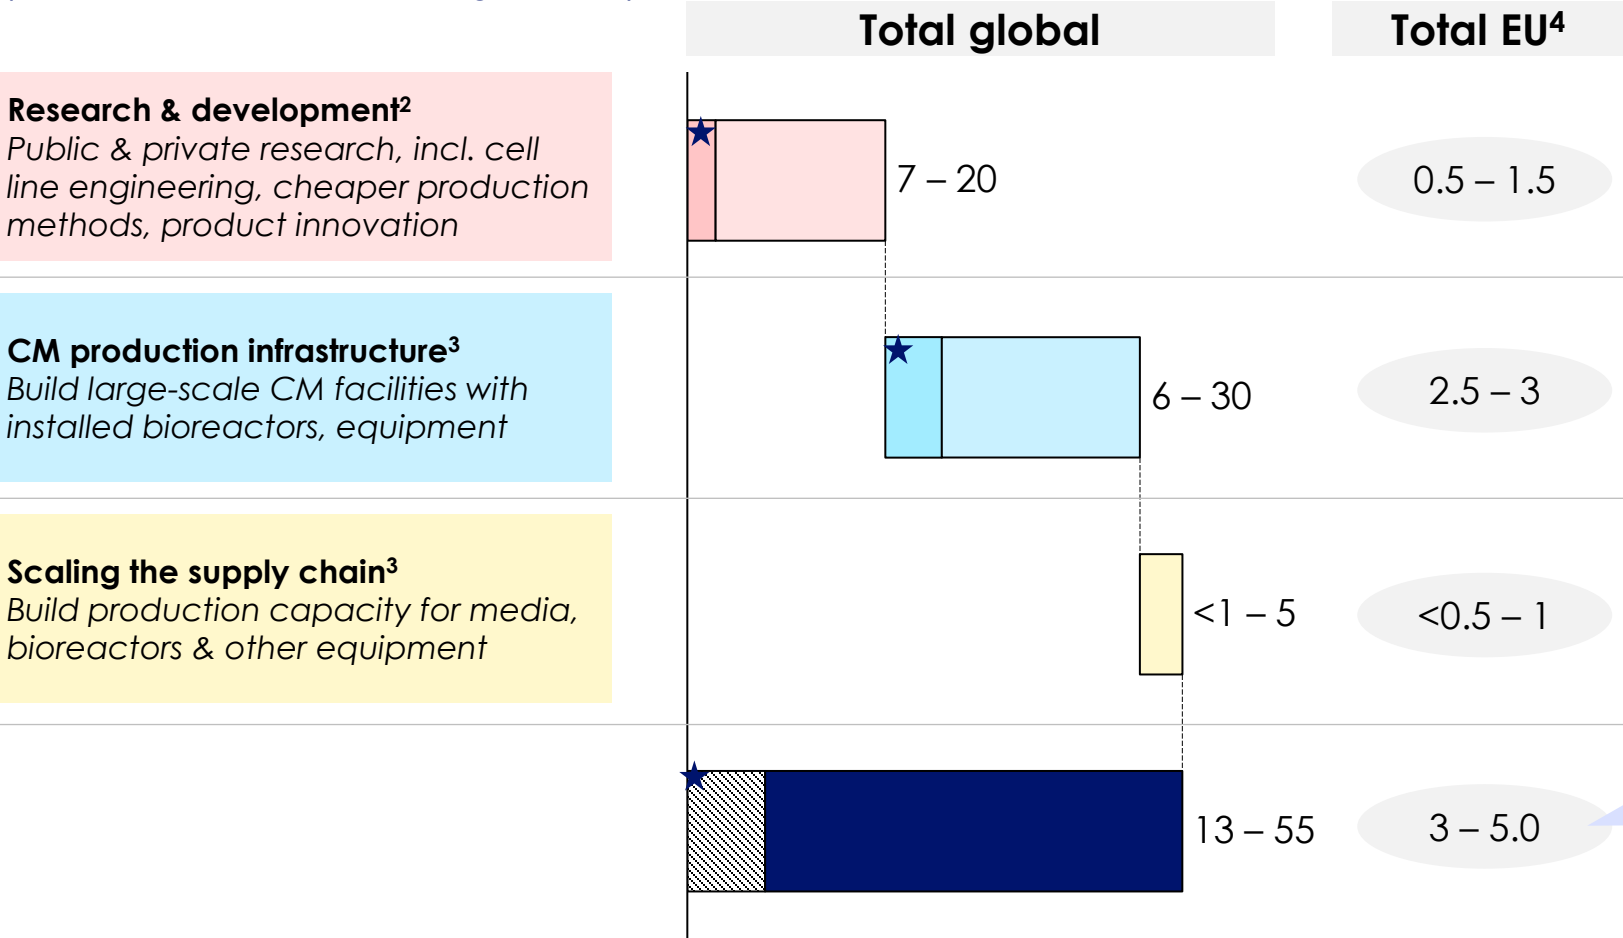 Total global
Total EU⁴
Research & development²
Public & private research, incl. cell
line engineering, cheaper production
methods, product innovation
7 – 20
0.5 – 1.5
CM production infrastructure³
Build large-scale CM facilities with
installed bioreactors, equipment
6 – 30
2.5 – 3
Scaling the supply chain³
Build production capacity for media,
bioreactors & other equipment
<1 – 5
<0.5 – 1
13 – 55
3 – 5.0